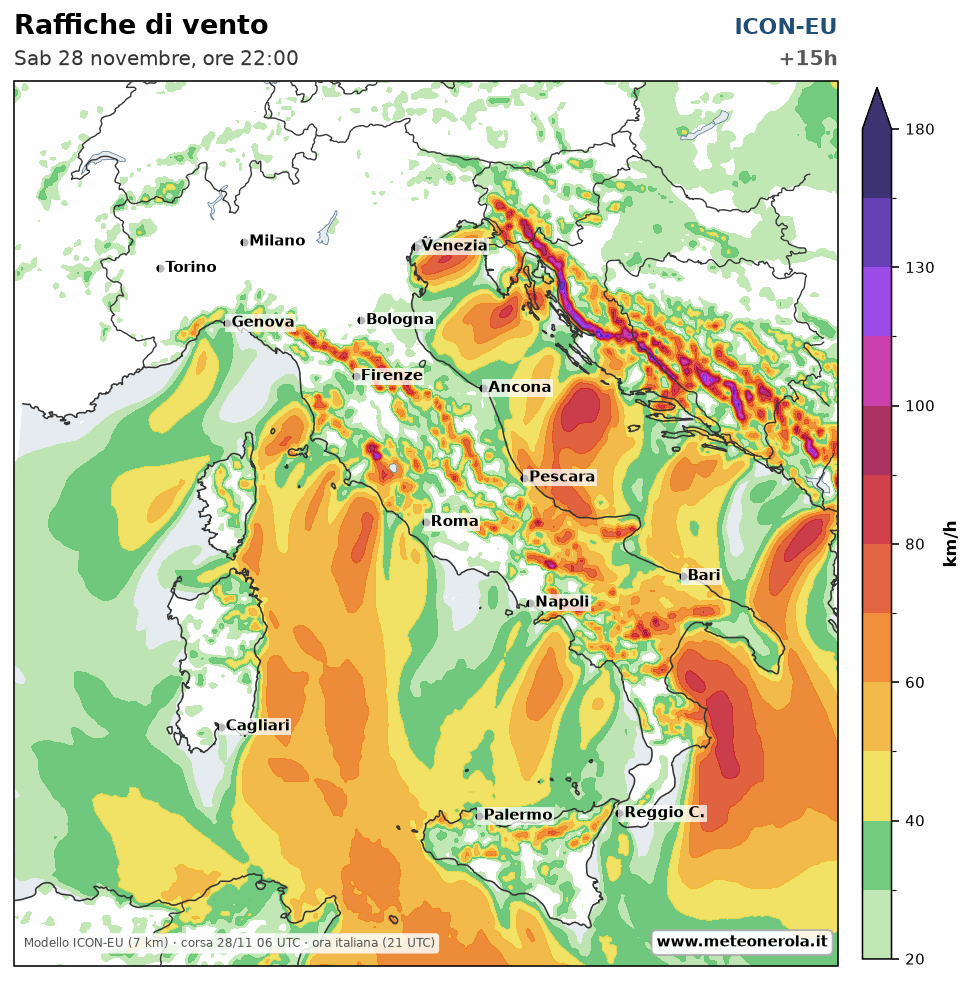 Raffiche di vento
ICON-EU
Sab 28 novembre, ore 22:00
+15h
180
130
100
80
60
40
20
km/h
Venezia
Milano
Torino
Genova
Bologna
Firenze
Ancona
Pescara
Roma
Bari
Napoli
Cagliari
Palermo
Reggio C.
Modello ICON-EU (7 km) · corsa 28/11 06 UTC · ora italiana (21 UTC)
www.meteonerola.it